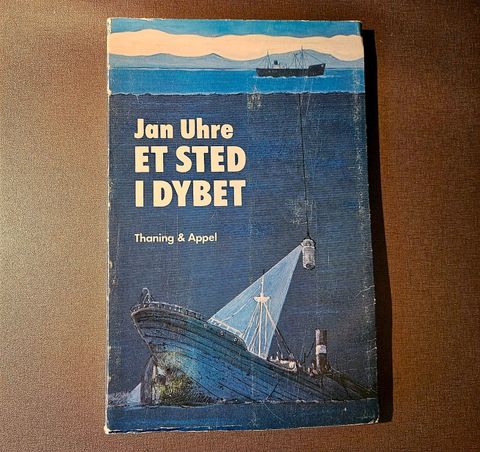 Jan Uhre
ET STED
I DYBET
Thaning & Appel